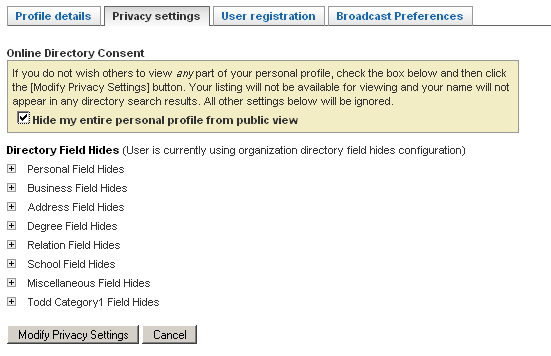 Profile details Privacy settings User registration Broadcast Preferences
Online Directory Consent
If you do not wish others to view any part of your personal profile, check the box below and then click
the [Modify Privacy Settings] button. Your listing will not be available for viewing and your name will not
appear in any directory search results. All other settings below will be ignored.
Hide my entire personal profile from public view
Directory Field Hides (User is currently using organization directory field hides configuration)
Personal Field Hides
Business Field Hides
Address Field Hides
Degree Field Hides
Relation Field Hides
School Field Hides
Miscellaneous Field Hides
Todd Category1 Field Hides
Modify Privacy Settings Cancel